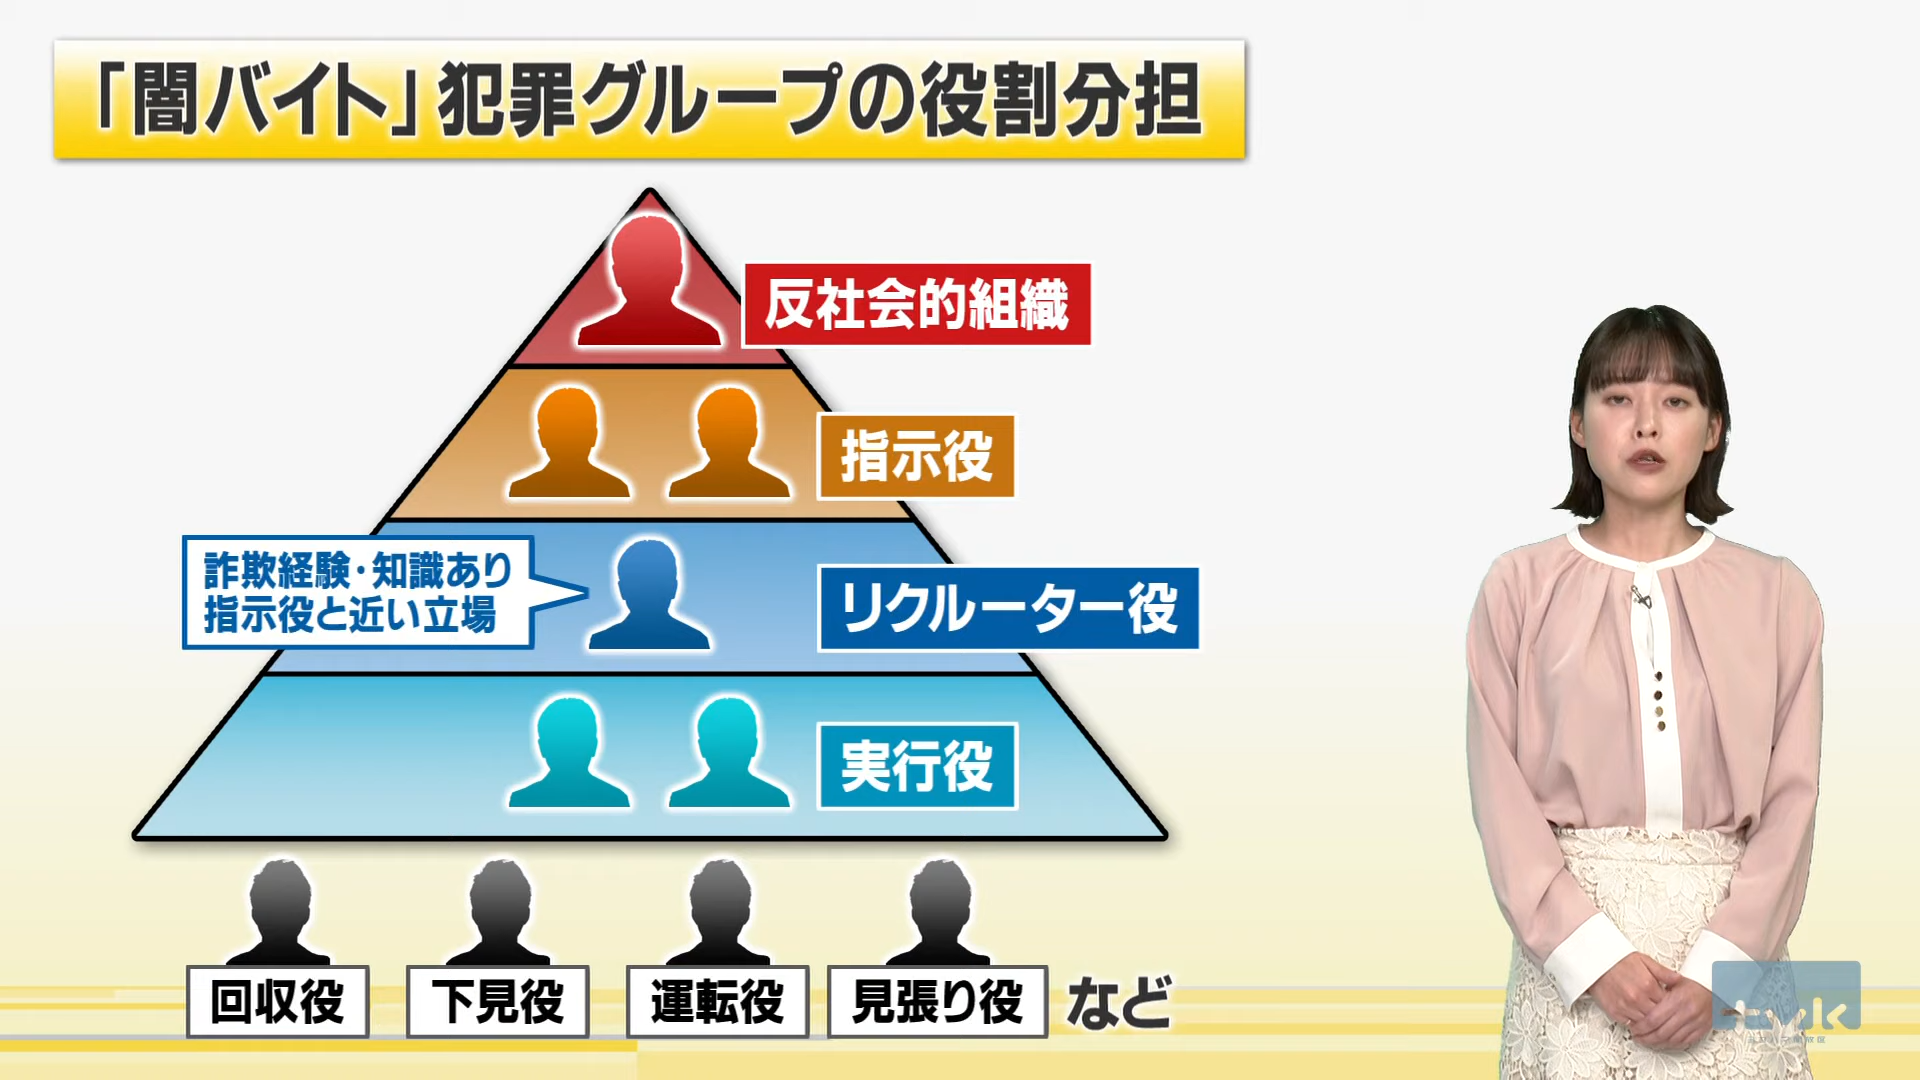 「闇バイト」犯罪グループの役割分担
反社会的組織
指示役
詐欺経験・知識あり
指示役と近い立場
リクルーター役
実行役
回収役
下見役
運転役
見張り役
など
tvk